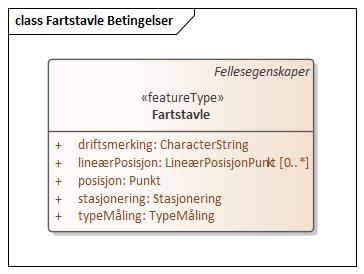 class Fartstavle Betingelser
Fellesegenskaper
«featureType»
Fartstavle
+ driftsmerking: CharacterString
+ lineærPosisjon: LineærPosisjonPunkt [0..*]
+ posisjon: Punkt
+ stasjonering: Stasjonering
+ typeMåling: TypeMåling